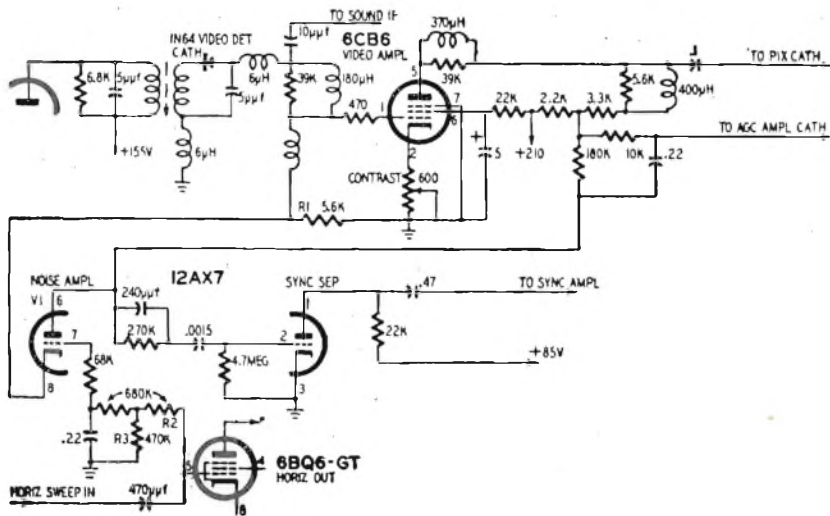 TO SOUND IF
IN64 VIDEO DET
CATH
10μμf
6CB6
VIDEO AMPL
370μH
39K
TO PIX CATH.
6.8K
5μμf
6μH
5μμf
39K
180μH
470
1
5
7
6
2
22K
2.2K
3.3K
5.6K
400μH
TO AGC AMPL CATH
+155V
6μH
+
5
+210
180K
10K
.22
CONTRAST
600
R1
5.6K
NOISE AMPL
12AX7
SYNC SEP
V1
6
240μμf
1
.47
TO SYNC AMPL
7
270K
.0015
2
22K
68K
4.7MEG
+85V
8
3
680K
R2
.22
R3
470K
5
4
6BQ6-GT
HORIZ OUT
HORIZ SWEEP IN
470μμf
8